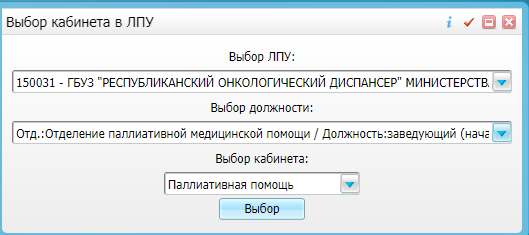 Выбор кабинета в ЛПУ
Выбор ЛПУ:
150031 - ГБУЗ "РЕСПУБЛИКАНСКИЙ ОНКОЛОГИЧЕСКИЙ ДИСПАНСЕР" МИНИСТЕРСТВ
Выбор должности:
Отд.:Отделение паллиативной медицинской помощи / Должность:заведующий (нача
Выбор кабинета:
Паллиативная помощь
Выбор